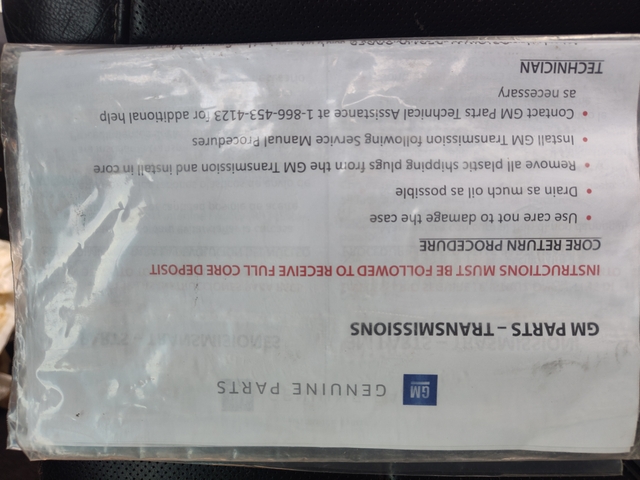 GM GENUINE PARTS
GM PARTS – TRANSMISSIONS
INSTRUCTIONS MUST BE FOLLOWED TO RECEIVE FULL CORE DEPOSIT
CORE RETURN PROCEDURE
• Use care not to damage the case
• Drain as much oil as possible
• Remove all plastic shipping plugs from the GM Transmission and install in core
• Install GM Transmission following Service Manual Procedures
• Contact GM Parts Technical Assistance at 1-866-453-4123 for additional help
as necessary
TECHNICIAN